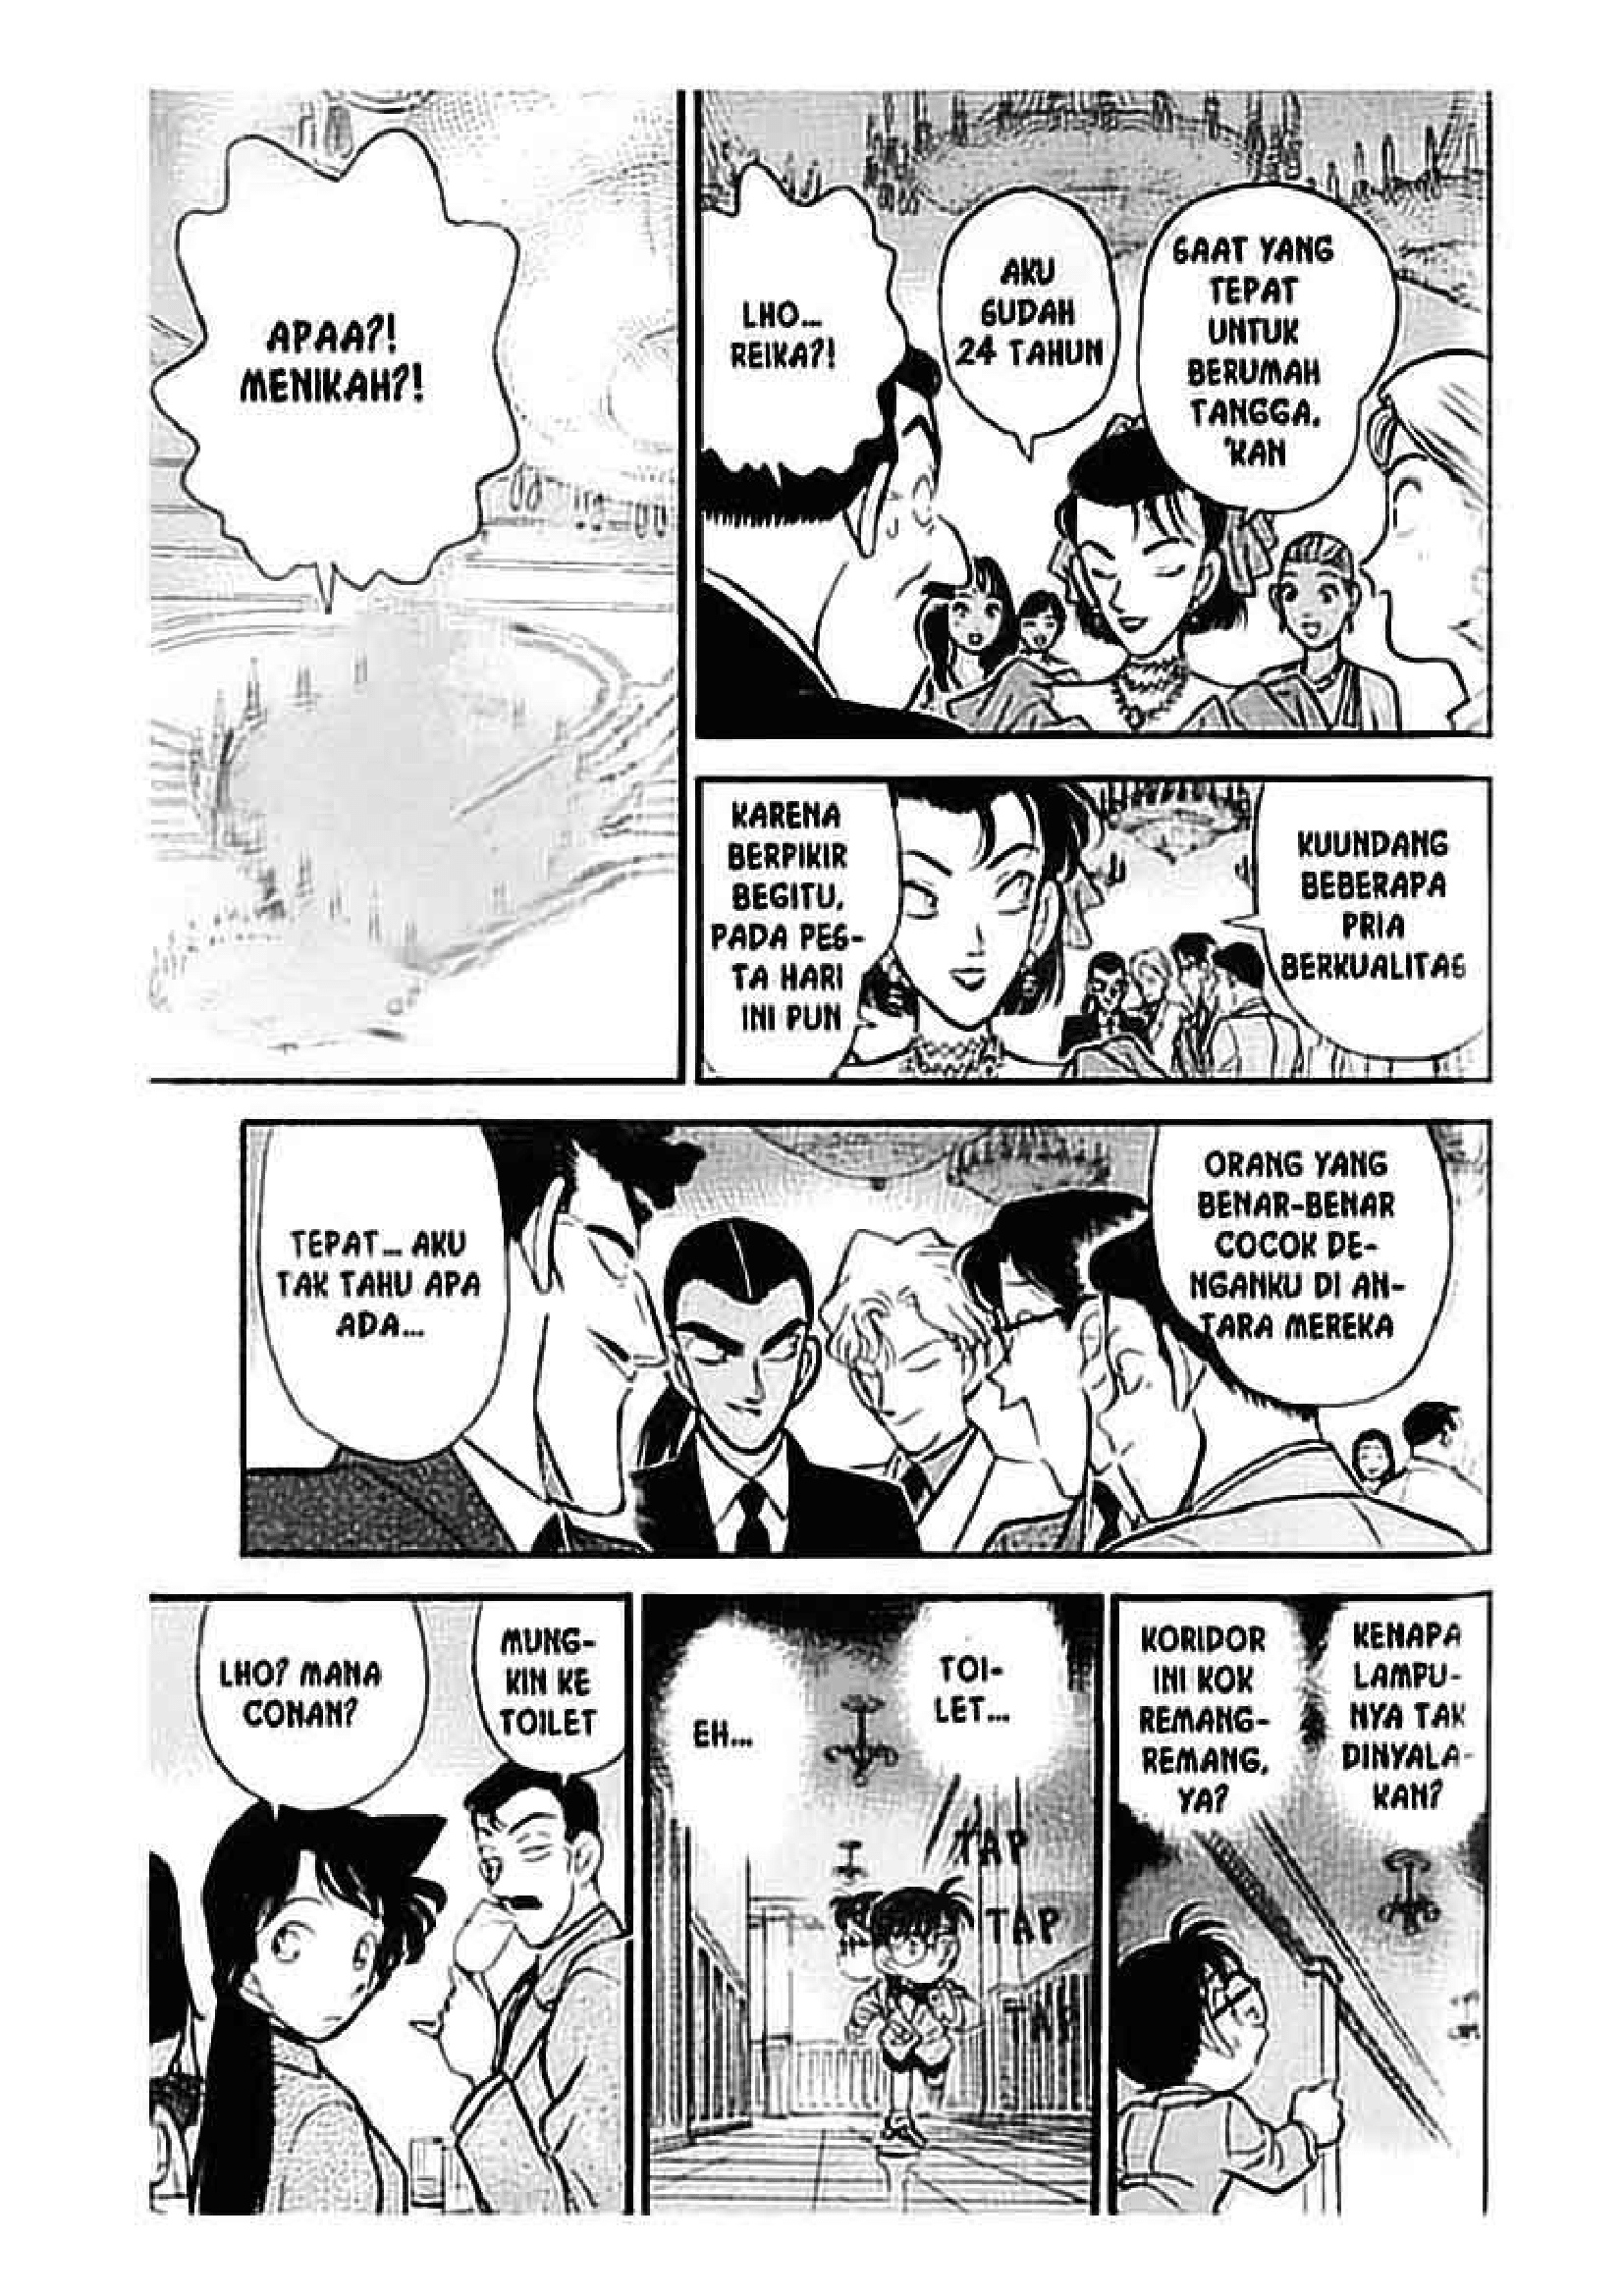 APAA?!
MENIKAH?!
LHO...
REIKA?!
AKU
SUDAH
24 TAHUN
SAAT YANG
TEPAT
UNTUK
BERUMAH
TANGGA,
'KAN
KARENA
BERPIKIR
BEGITU,
PADA PES-
TA HARI
INI PUN
KUUNDANG
BEBERAPA
PRIA
BERKUALITAS
TEPAT... AKU
TAK TAHU APA
ADA...
ORANG YANG
BENAR-BENAR
COCOK DE-
NGANKU DI AN-
TARA MEREKA
LHO? MANA
CONAN?
MUNG-
KIN KE
TOILET
EH...
TOI-
LET...
TAP
TAP
TAP
KORIDOR
INI KOK
REMANG-
REMANG,
YA?
KENAPA
LAMPU-
NYA TAK
DINYALA-
KAN?